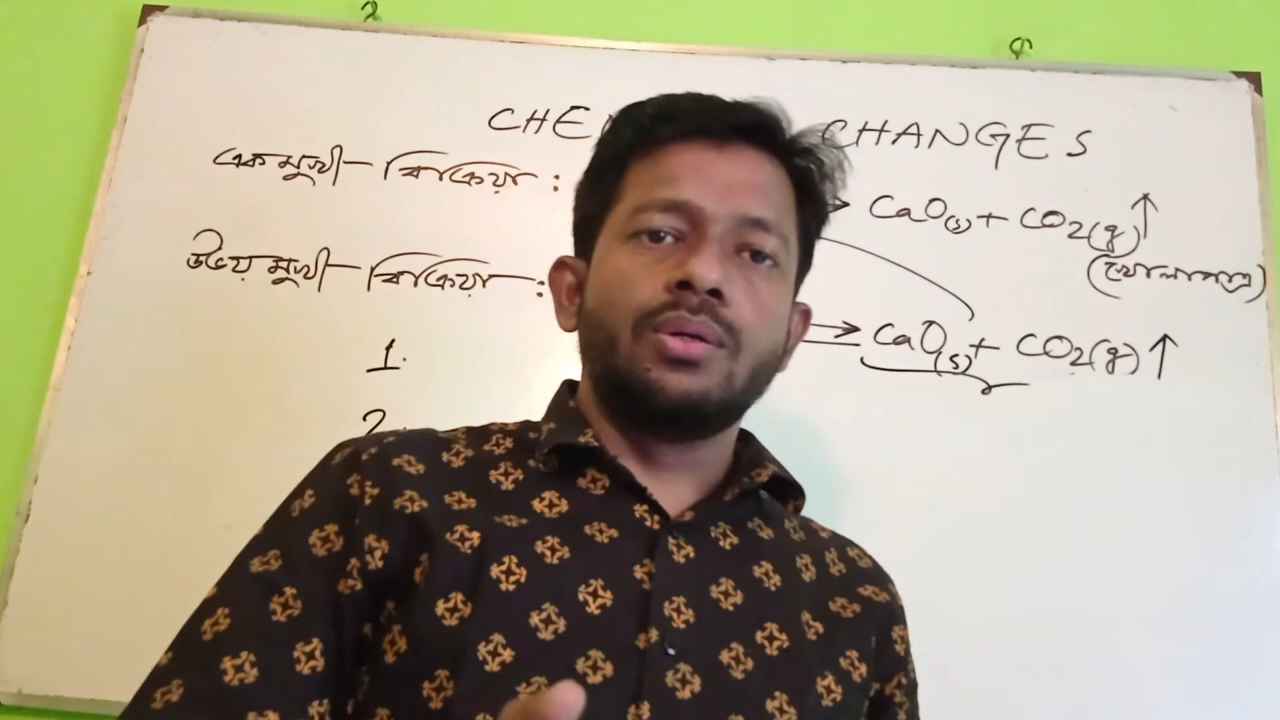 CHE CHANGES
একমুখী বিক্রিয়া : → CaO(s) + CO2(g)↑
(খোলাপাত্রে)
উভয়মুখী বিক্রিয়া : CaO(s) + CO2(g)↑
1.
2.